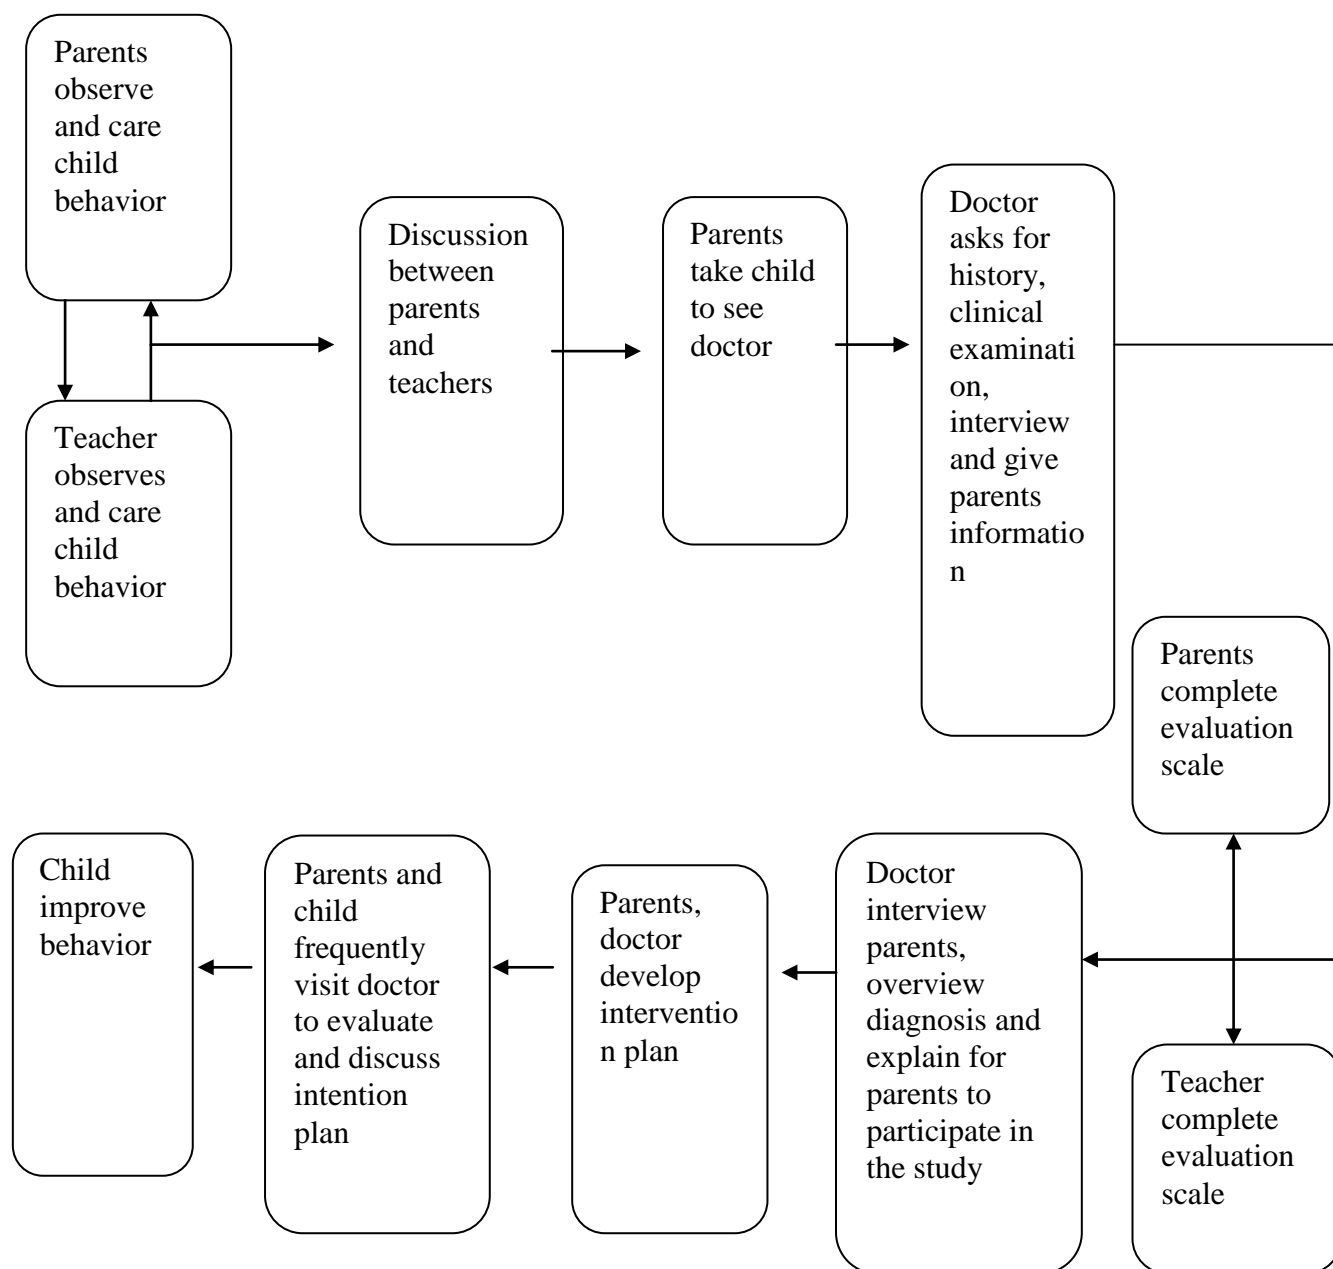 Parents
observe
and care
child
behavior
Teacher
observes
and care
child
behavior
Discussion
between
parents
and
teachers
Parents
take child
to see
doctor
Doctor
asks for
history,
clinical
examinati
on,
interview
and give
parents
informatio
n
Parents
complete
evaluation
scale
Teacher
complete
evaluation
scale
Doctor
interview
parents,
overview
diagnosis and
explain for
parents to
participate in
the study
Parents,
doctor
develop
interventio
n plan
Parents and
child
frequently
visit doctor
to evaluate
and discuss
intention
plan
Child
improve
behavior